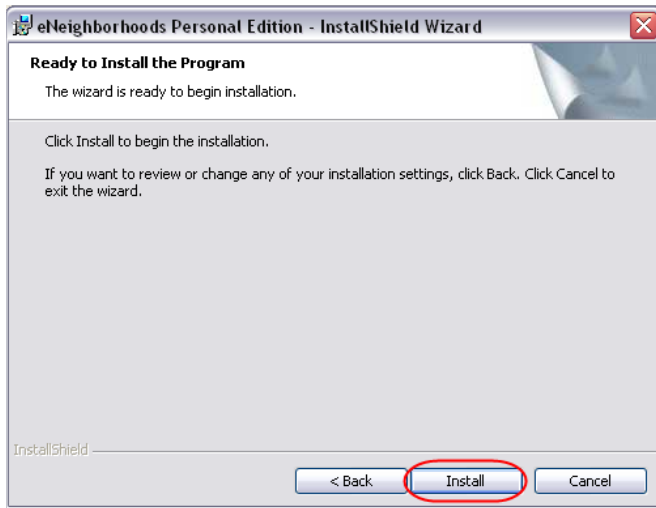 eNeighborhoods Personal Edition - InstallShield Wizard
Ready to Install the Program
The wizard is ready to begin installation.
Click Install to begin the installation.
If you want to review or change any of your installation settings, click Back. Click Cancel to
exit the wizard.
InstallShield
< Back Install Cancel